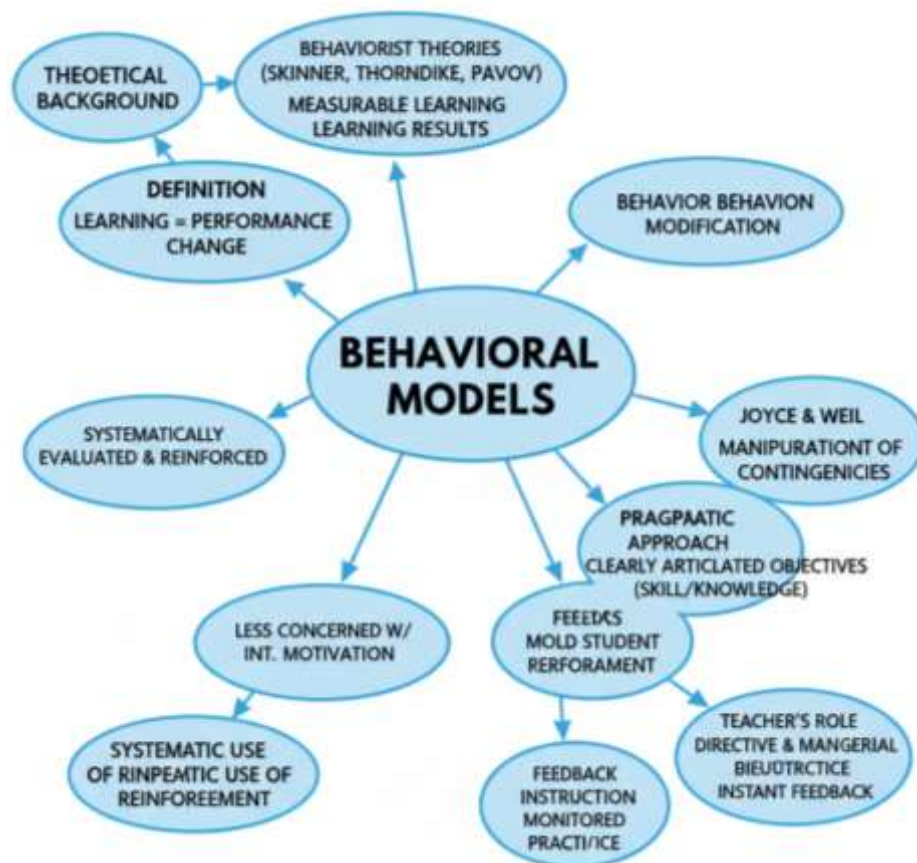 THEOETICAL
BACKGROUND
BEHAVIORIST THEORIES
(SKINNER, THORNDIKE, PAVOV)
MEASURABLE LEARNING
LEARNING RESULTS
DEFINITION
LEARNING = PERFORMANCE
CHANGE
BEHAVIOR BEHAVION
MODIFICATION
BEHAVIORAL
MODELS
SYSTEMATICALLY
EVALUATED & REINFORCED
JOYCE & WEIL
MANIPURATIONT OF
CONTINGENICIES
PRAGPAATIC
APPROACH
CLEARLY ARTICLATED OBJECTIVES
(SKILL/KNOWLEDGE)
LESS CONCERNED W/
INT. MOTIVATION
MOLD STUDENT
RERFORAMENT
SYSTEMATIC USE
OF RINPEMTIC USE OF
REINFOREEMENT
FEEDBACK
INSTRUCTION
MONITORED
PRACTI/ICE
TEACHER'S ROLE
DIRECTIVE & MANGERIAL
INSTANT FEEDBACK